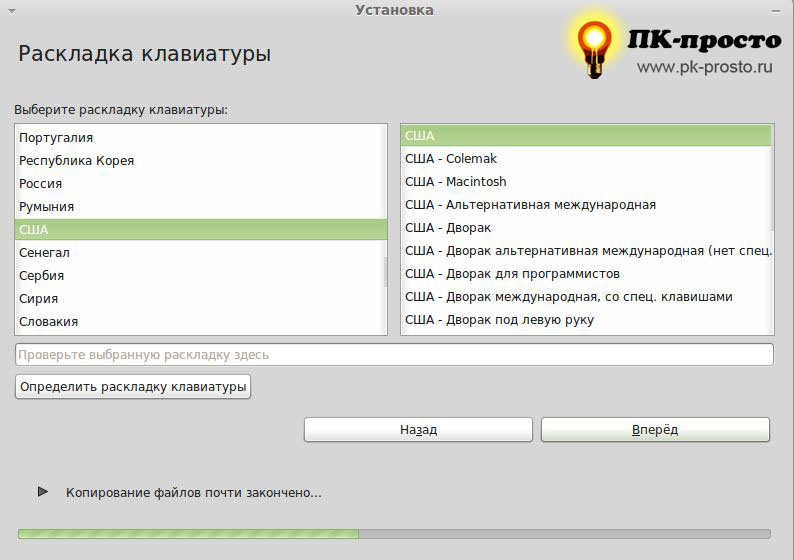 Установка
ПК-просто
www.pk-prosto.ru
Раскладка клавиатуры
Выберите раскладку клавиатуры:
Португалия
Республика Корея
Россия
Румыния
США
Сенегал
Сербия
Сирия
Словакия
США
США - Colemak
США - Macintosh
США - Альтернативная международная
США - Дворак
США - Дворак альтернативная международная (нет спец.
США - Дворак для программистов
США - Дворак международная, со спец. клавишами
США - Дворак под левую руку
Проверьте выбранную раскладку здесь
Определить раскладку клавиатуры
Назад
Вперёд
Копирование файлов почти закончено...